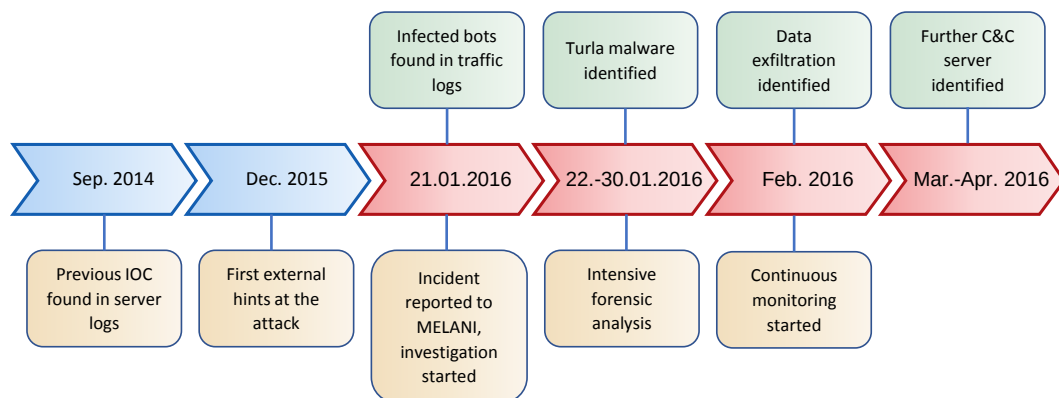 Infected bots
found in traffic
logs
Turla malware
identified
Data
exfiltration
identified
Further C&C
server
identified
Sep. 2014
Dec. 2015
21.01.2016
22.-30.01.2016
Feb. 2016
Mar.-Apr. 2016
Previous IOC
found in server
logs
First external
hints at the
attack
Incident
reported to
MELANI,
investigation
started
Intensive
forensic
analysis
Continuous
monitoring
started